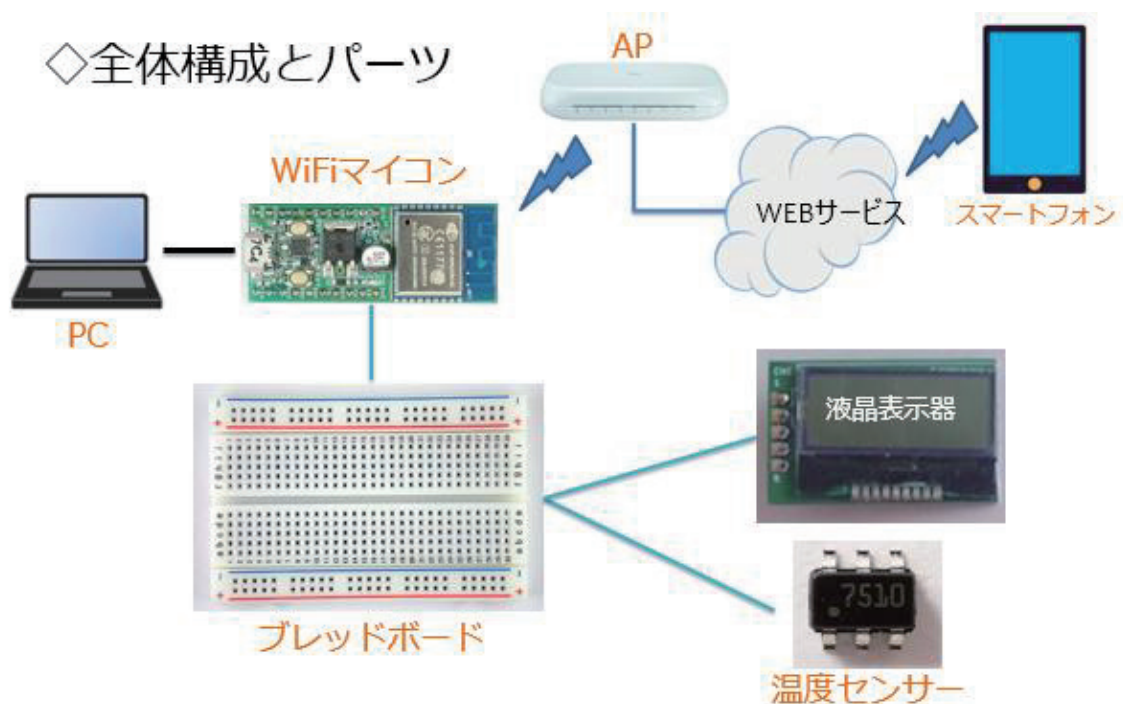 ◇全体構成とパーツ
AP
WiFiマイコン
WEBサービス
スマートフォン
PC
液晶表示器
ブレッドボード
7510
温度センサー